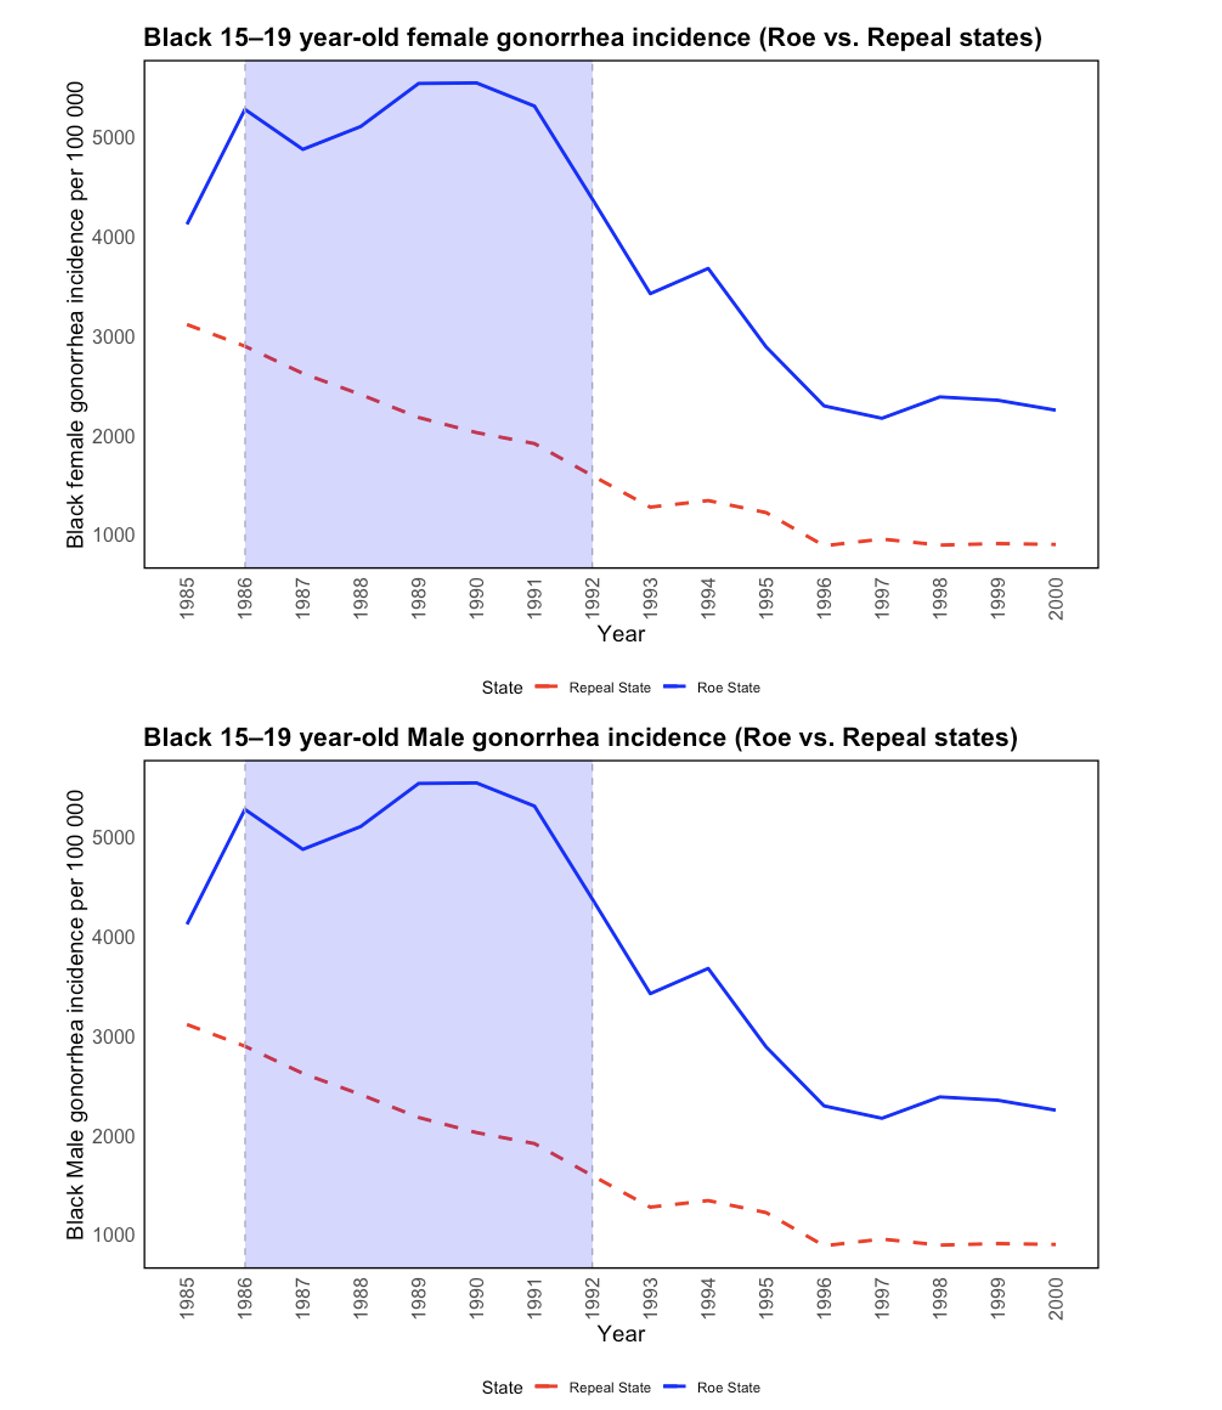 Black 15–19 year-old female gonorrhea incidence (Roe vs. Repeal states)
Black female gonorrhea incidence per 100 000
5000
4000
3000
2000
1000
1985 1986 1987 1988 1989 1990 1991 1992 1993 1994 1995 1996 1997 1998 1999 2000
Year
State Repeal State Roe State
Black 15–19 year-old Male gonorrhea incidence (Roe vs. Repeal states)
Black Male gonorrhea incidence per 100 000
5000
4000
3000
2000
1000
1985 1986 1987 1988 1989 1990 1991 1992 1993 1994 1995 1996 1997 1998 1999 2000
Year
State Repeal State Roe State